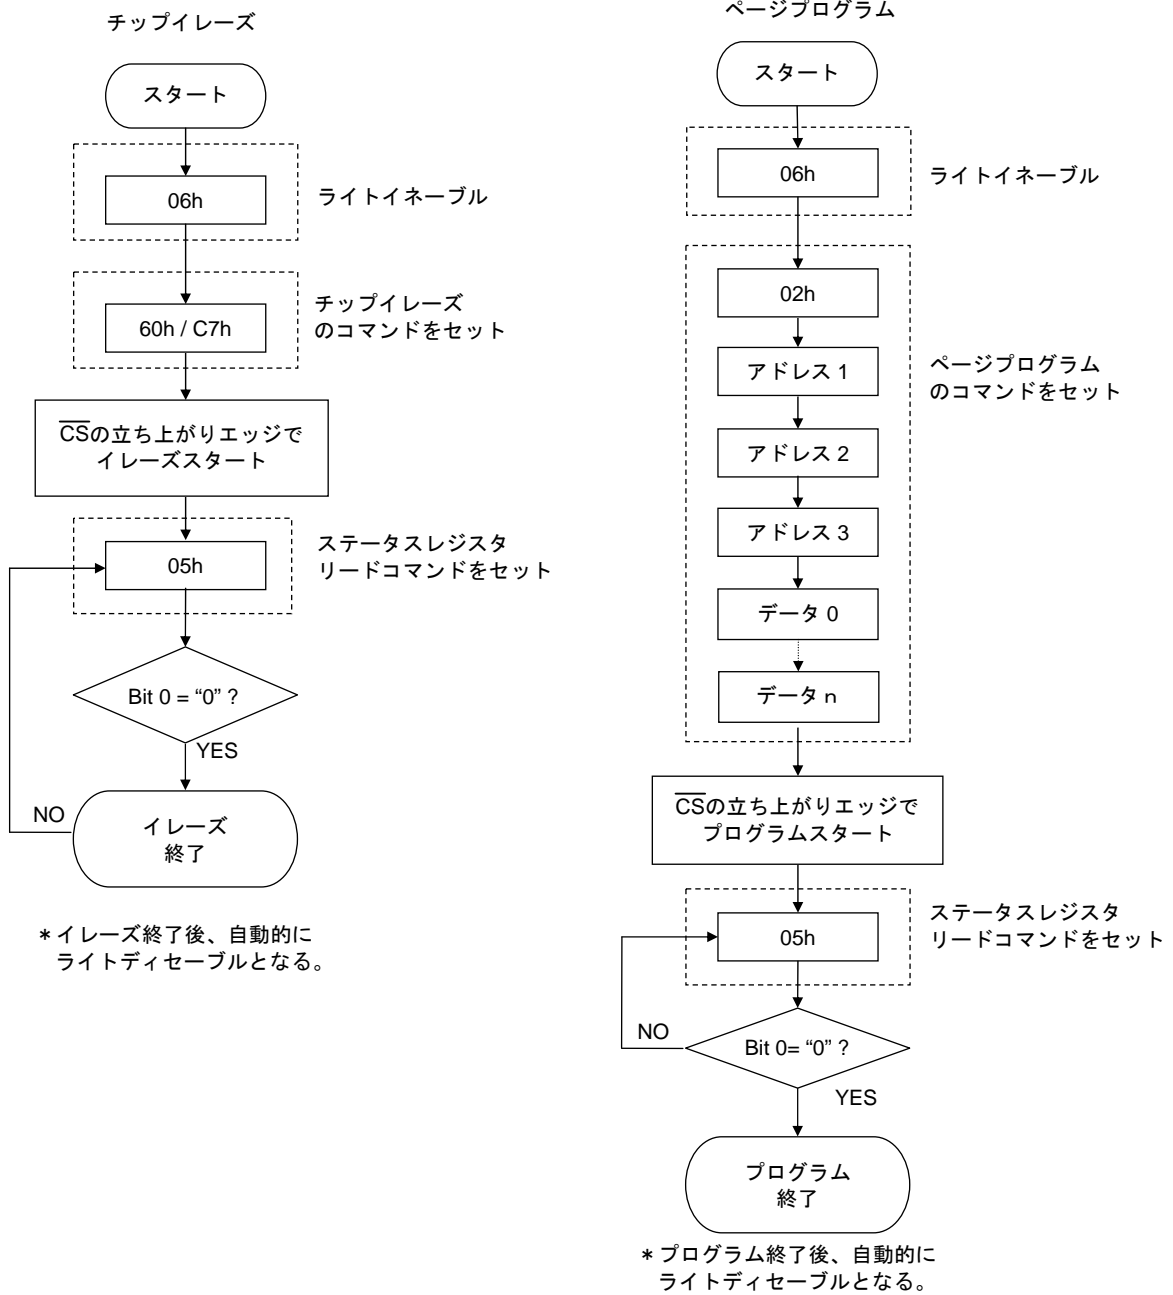 チップイレーズ
スタート
06h
ライトイネーブル
60h / C7h
チップイレーズ
のコマンドをセット
CSの立ち上がりエッジで
イレーズスタート
05h
ステータスレジスタ
リードコマンドをセット
Bit 0 = “0” ?
YES
NO
イレーズ
終了
* イレーズ終了後、自動的に
ライトディセーブルとなる。
ページプログラム
スタート
06h
ライトイネーブル
02h
アドレス 1
アドレス 2
アドレス 3
データ 0
データ n
ページプログラム
のコマンドをセット
CSの立ち上がりエッジで
プログラムスタート
05h
ステータスレジスタ
リードコマンドをセット
NO
Bit 0= “0” ?
YES
プログラム
終了
* プログラム終了後、自動的に
ライトディセーブルとなる。